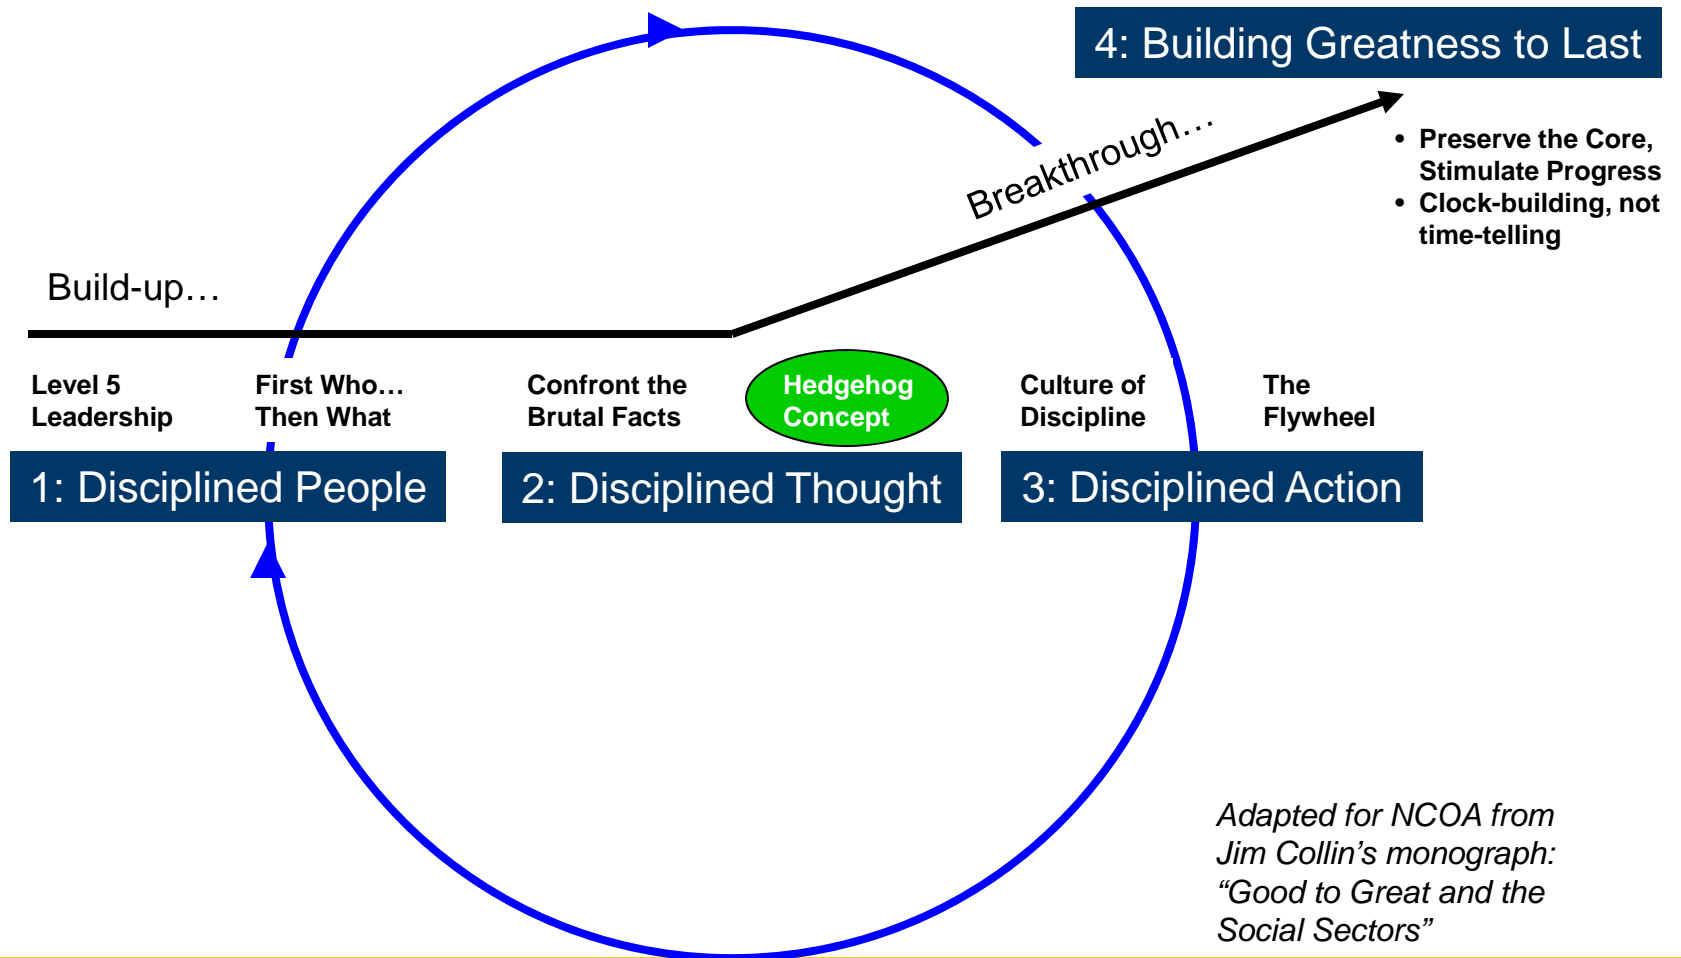 4: Building Greatness to Last
Breakthrough…
• Preserve the Core,
Stimulate Progress
• Clock-building, not
time-telling
Build-up…
Level 5
Leadership
First Who…
Then What
Confront the
Brutal Facts
Hedgehog
Concept
Culture of
Discipline
The
Flywheel
1: Disciplined People
2: Disciplined Thought
3: Disciplined Action
Adapted for NCOA from
Jim Collin’s monograph:
“Good to Great and the
Social Sectors”